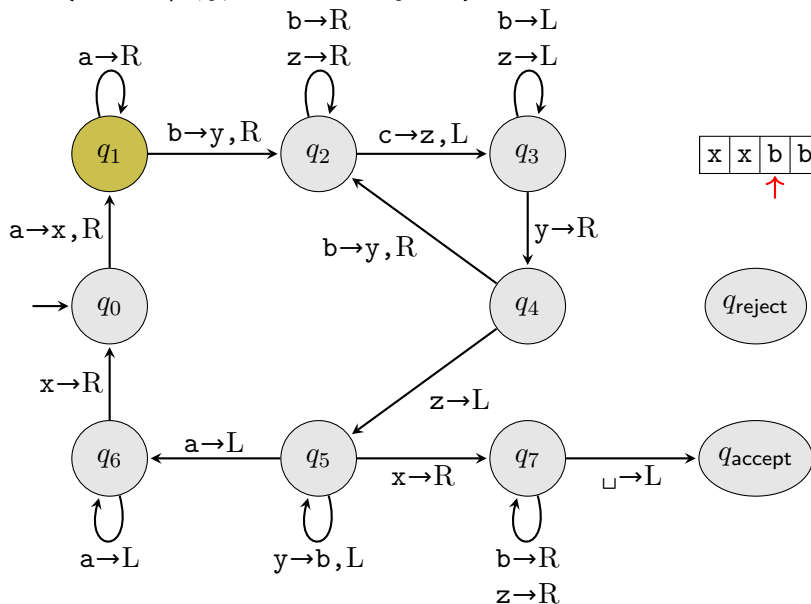 b→R b→L
a→R z→R z→L
q1 b→y,R q2 c→z,L q3 x x b b
a→x,R b→y,R y→R
q0 q4 qreject
x→R z→L
q6 a→L q5 x→R q7 ␣→L qaccept
a→L y→b,L b→R
z→R